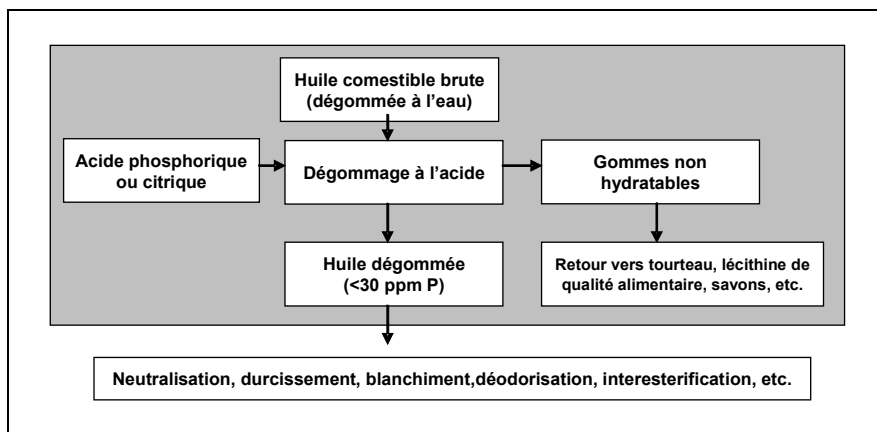 Huile comestible brute
(dégommée à l'eau)
Acide phosphorique
ou citrique
Dégommage à l'acide
Gommes non
hydratables
Huile dégommée
(<30 ppm P)
Retour vers tourteau, lécithine de
qualité alimentaire, savons, etc.
Neutralisation, durcissement, blanchiment,déodorisation, interesterification, etc.